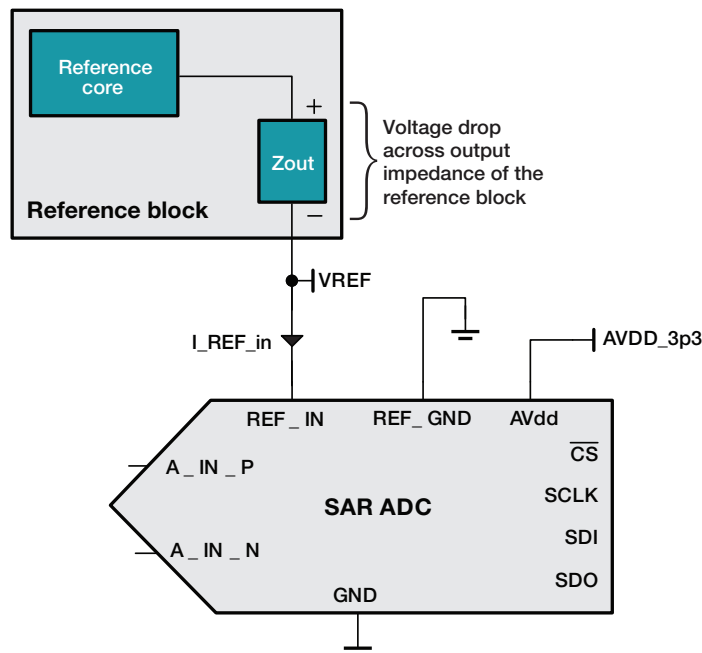 Reference
core
+
Zout
−
Voltage drop
across output
impedance of the
reference block
Reference block
VREF
I_REF_in
AVDD_3p3
REF_ IN
REF_ GND
AVdd
CS
A _ IN _ P
SCLK
SAR ADC
SDI
A _ IN _ N
SDO
GND